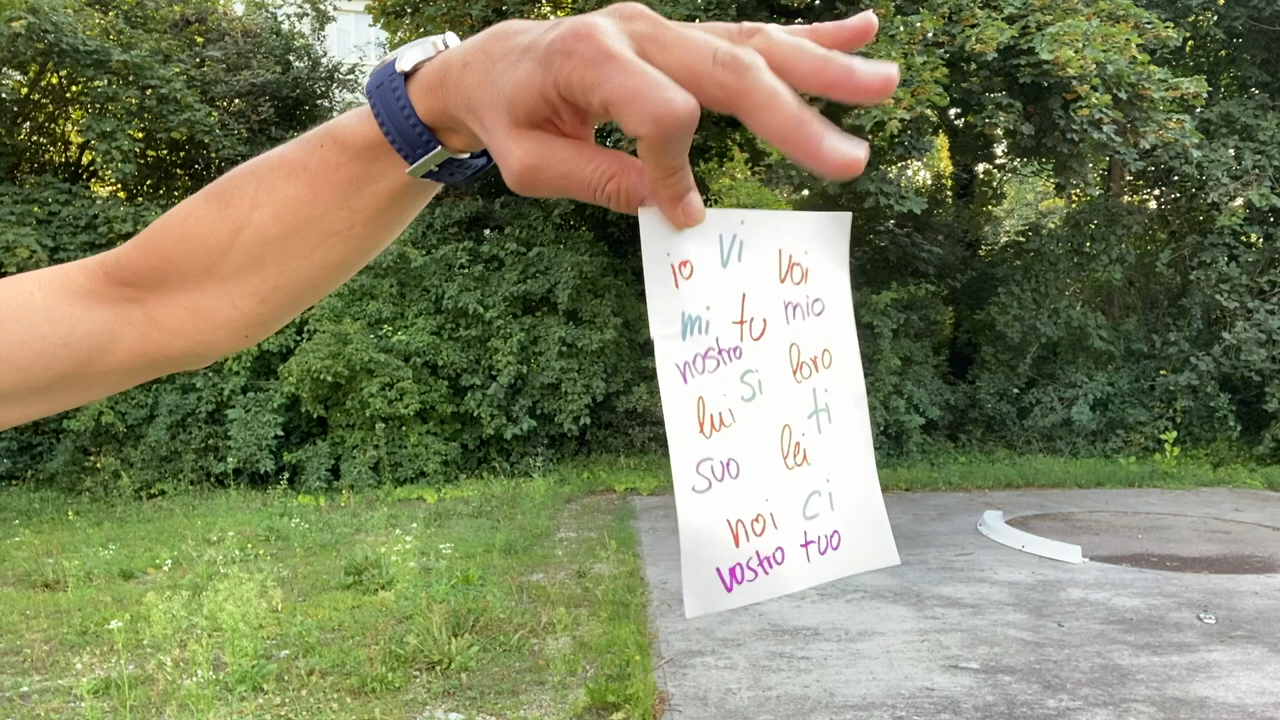 io vi voi
mi tu mio
nostro si loro
lui ti
suo lei
noi ci
vostro tuo